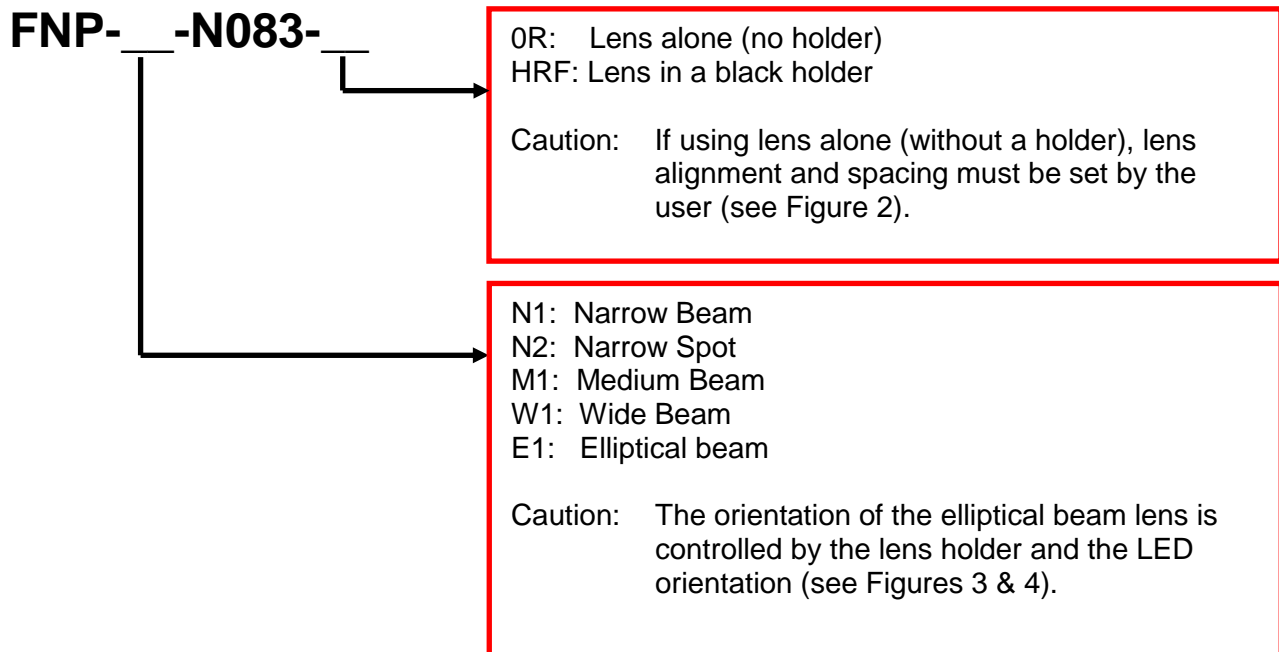 FNP-__-N083-__
0R: Lens alone (no holder)
HRF: Lens in a black holder
Caution: If using lens alone (without a holder), lens
alignment and spacing must be set by the
user (see Figure 2).
N1: Narrow Beam
N2: Narrow Spot
M1: Medium Beam
W1: Wide Beam
E1: Elliptical beam
Caution: The orientation of the elliptical beam lens is
controlled by the lens holder and the LED
orientation (see Figures 3 & 4).